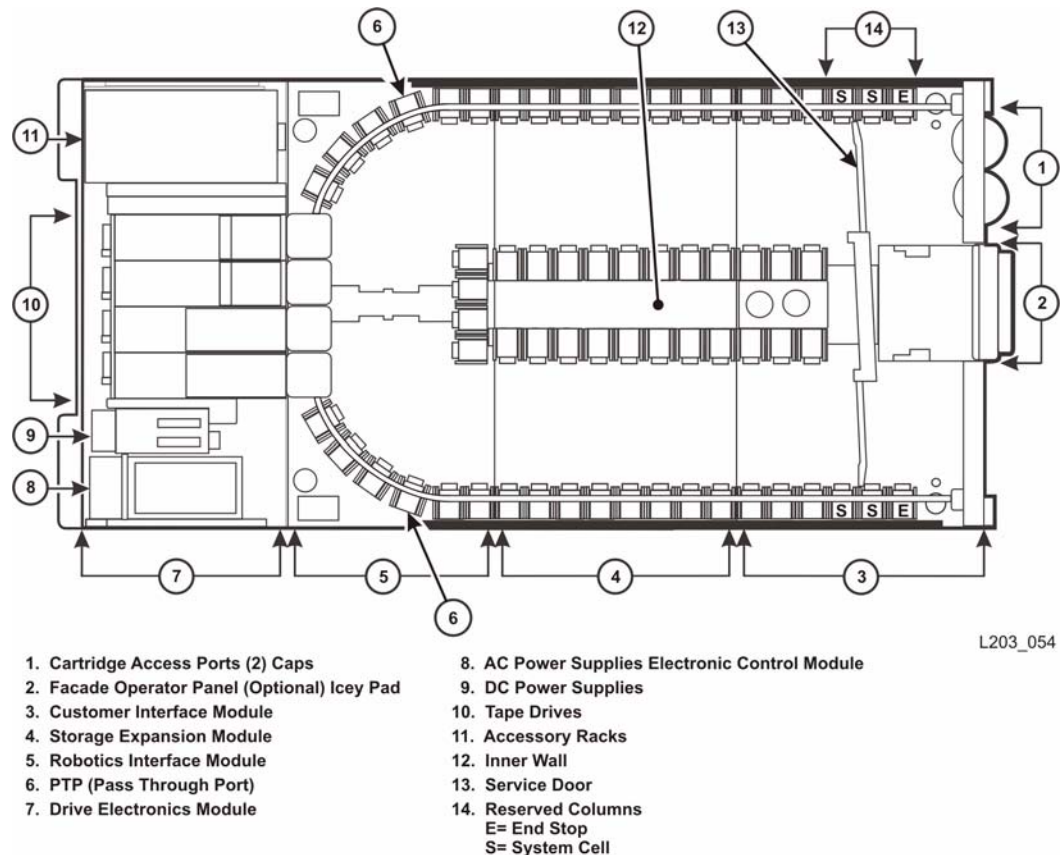 6
12
13
14
S S E
11
1
10
2
9
8
S S E
7
5
4
3
6
L203_054
1. Cartridge Access Ports (2) Caps
2. Facade Operator Panel (Optional) Icey Pad
3. Customer Interface Module
4. Storage Expansion Module
5. Robotics Interface Module
6. PTP (Pass Through Port)
7. Drive Electronics Module
8. AC Power Supplies Electronic Control Module
9. DC Power Supplies
10. Tape Drives
11. Accessory Racks
12. Inner Wall
13. Service Door
14. Reserved Columns
E= End Stop
S= System Cell